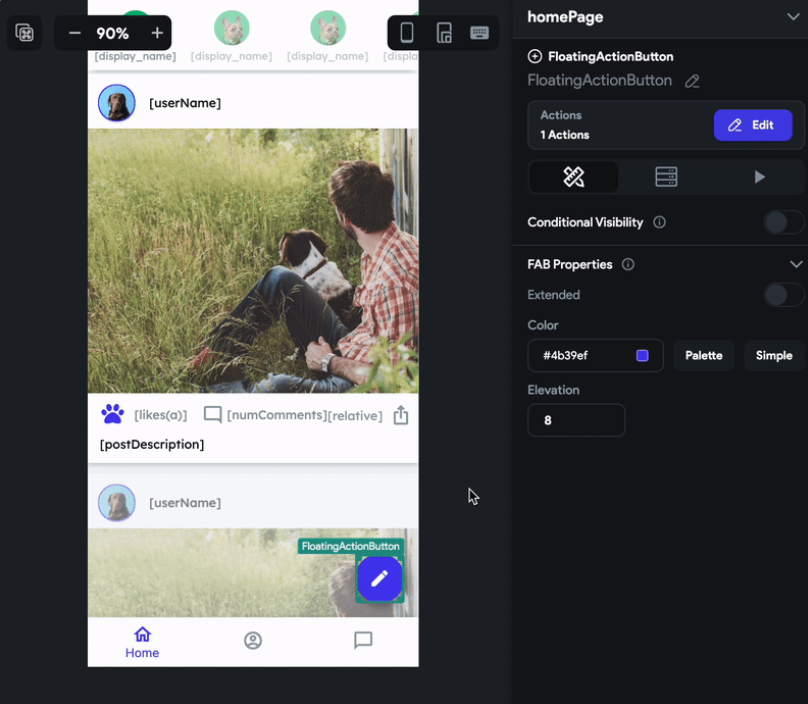 90%
[display_name]
[display_name]
[display_name]
[displa
[userName]
[likes(a)]
[numComments]
[relative]
[postDescription]
[userName]
FloatingActionButton
Home
homePage
FloatingActionButton
FloatingActionButton
Actions
1 Actions
Edit
Conditional Visibility
FAB Properties
Extended
Color
#4b39ef
Palette
Simple
Elevation
8